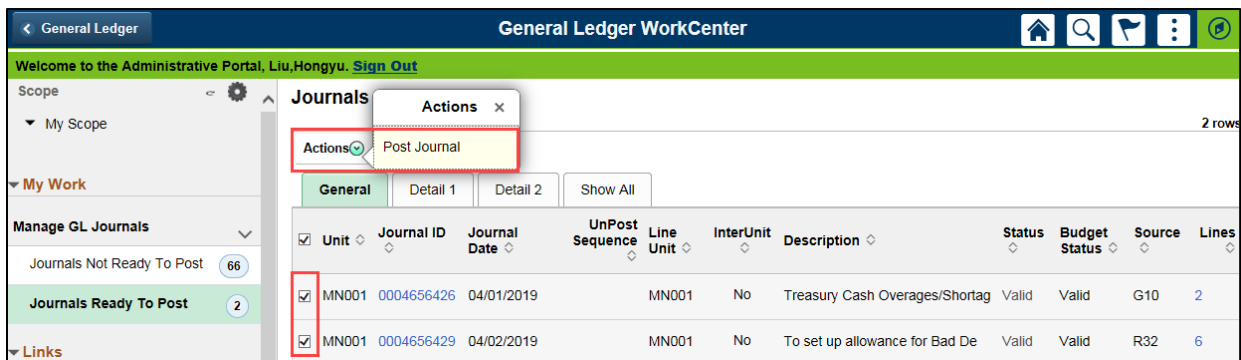 General Ledger
General Ledger WorkCenter
Welcome to the Administrative Portal, Liu,Hongyu. Sign Out
Scope
My Scope
My Work
Manage GL Journals
Journals Not Ready To Post 66
Journals Ready To Post 2
Links
Journals
2 rows
Actions
Actions ×
Post Journal
General Detail 1 Detail 2 Show All
Unit Journal ID Journal Date UnPost Sequence Line Unit InterUnit Description Status Budget Status Source Lines
MN001 0004656426 04/01/2019 MN001 No Treasury Cash Overages/Shortag Valid Valid G10 2
MN001 0004656429 04/02/2019 MN001 No To set up allowance for Bad De Valid Valid R32 6